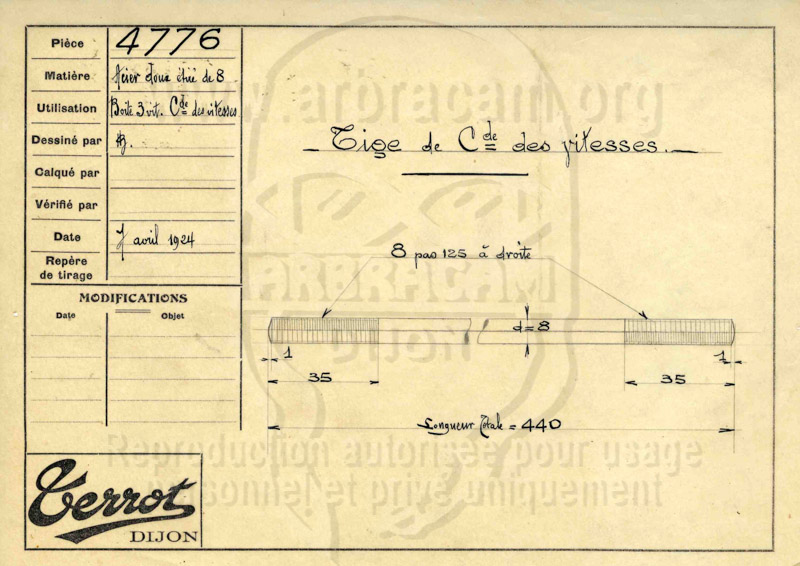 Pièce 4776
Matière Acier doux étiré de 8
Utilisation Boîte 3 vit. Cde des vitesses
Dessiné par
Calqué par
Vérifié par
Date 7 avril 1924
Repère
de tirage
MODIFICATIONS
Date Objet
Terrot
DIJON
Tige de Cde des vitesses.
8 pas 125 à droite
d=8
1 1
35 35
Longueur totale = 440
www.arbracam.org
ARBRACAM
DIJON
Reproduction autorisée pour usage
personnel et privé uniquement